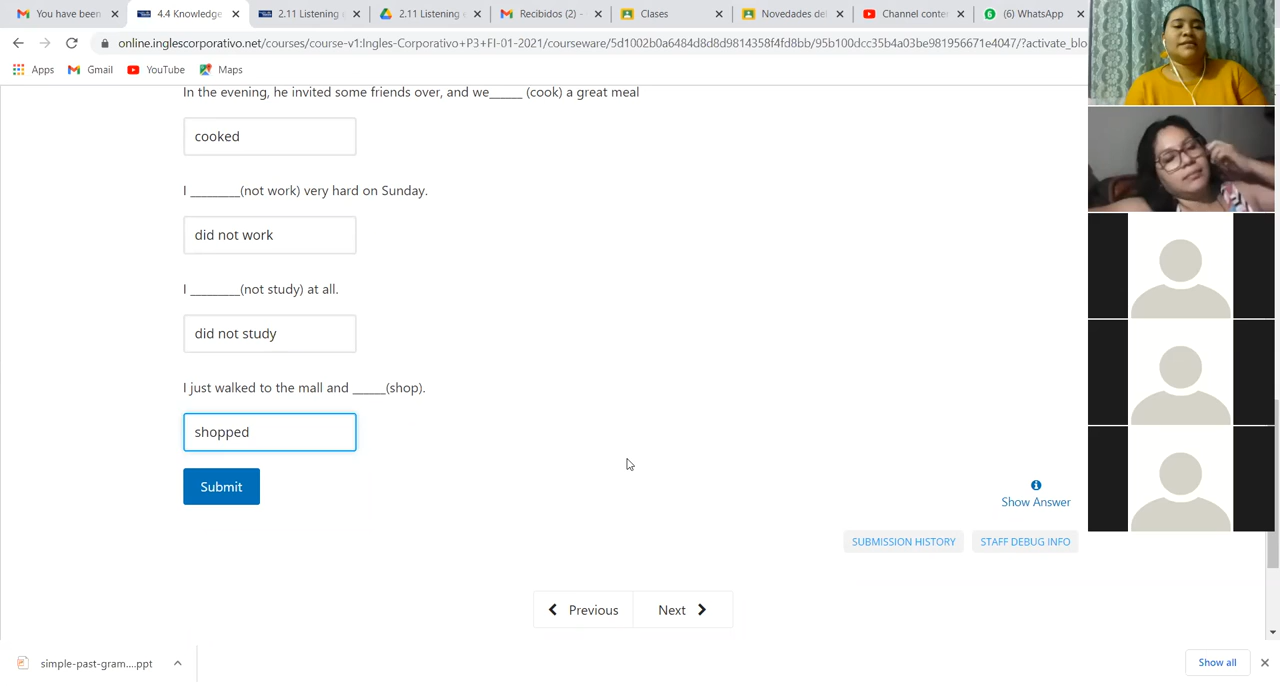 You have been
4.4 Knowledge
2.11 Listening
2.11 Listening
Recibidos (2) -
Clases
Novedades del
Channel conten
(6) WhatsApp
online.inglescorporativo.net/courses/course-v1:Ingles-Corporativo+P3+FI-01-2021/courseware/5d1002b0a6484d8d8d9814358f4fd8bb/95b100dcc35b4a03be981956671e4047/?activate_blo
Apps
Gmail
YouTube
Maps
In the evening, he invited some friends over, and we_____ (cook) a great meal
cooked
I ________(not work) very hard on Sunday.
did not work
I ________(not study) at all.
did not study
I just walked to the mall and _____(shop).
shopped
Submit
Show Answer
SUBMISSION HISTORY
STAFF DEBUG INFO
Previous
Next
simple-past-gram....ppt
Show all